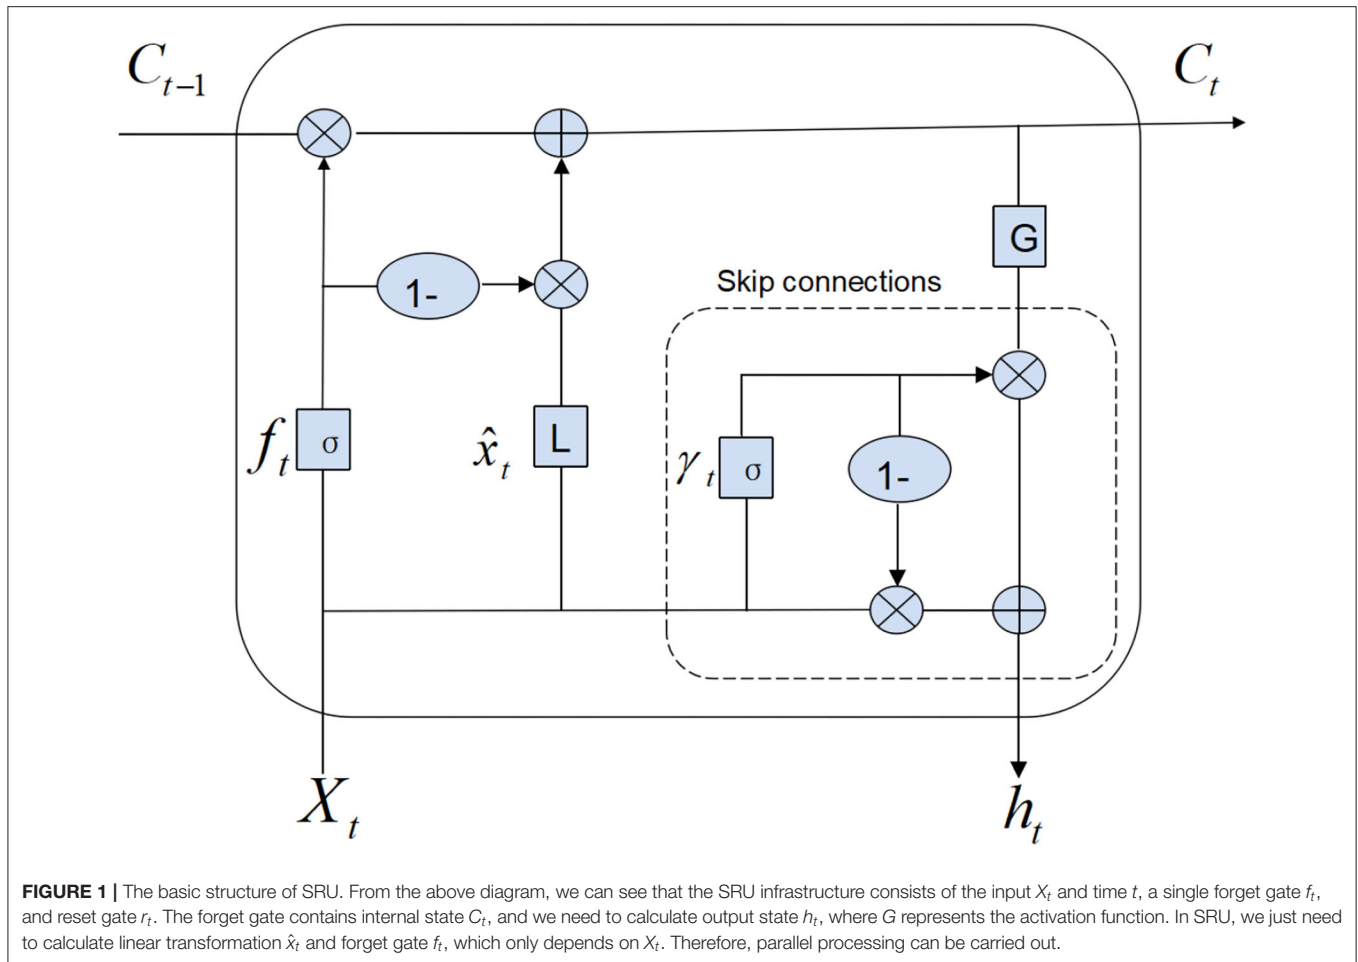 C_{t-1}
C_t
G
Skip connections
1-
f_t σ
x̂_t L
γ_t σ
1-
X_t
h_t
FIGURE 1 | The basic structure of SRU. From the above diagram, we can see that the SRU infrastructure consists of the input X_t and time t, a single forget gate f_t,
and reset gate r_t. The forget gate contains internal state C_t, and we need to calculate output state h_t, where G represents the activation function. In SRU, we just need
to calculate linear transformation x̂_t and forget gate f_t, which only depends on X_t. Therefore, parallel processing can be carried out.